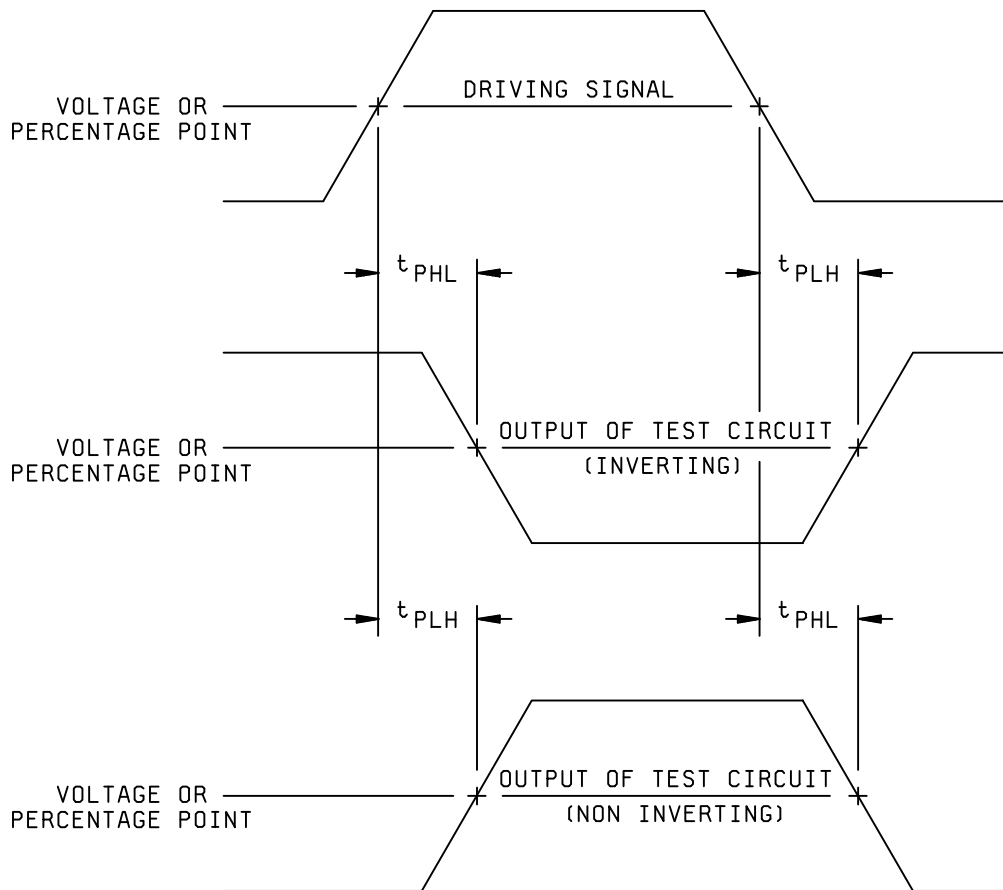 DRIVING SIGNAL
VOLTAGE OR
PERCENTAGE POINT
tPHL
tPLH
OUTPUT OF TEST CIRCUIT
(INVERTING)
VOLTAGE OR
PERCENTAGE POINT
tPLH
tPHL
OUTPUT OF TEST CIRCUIT
(NON INVERTING)
VOLTAGE OR
PERCENTAGE POINT